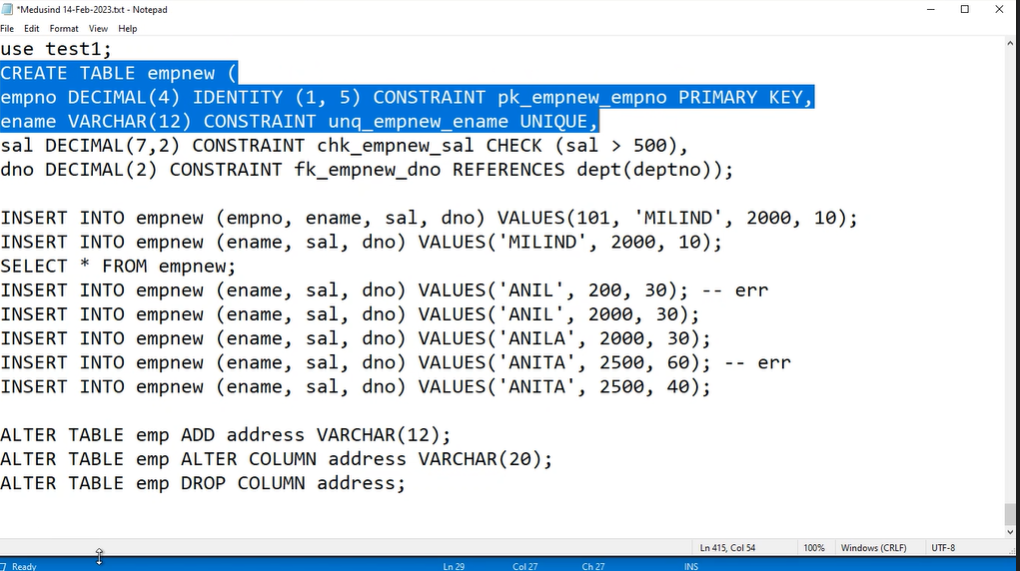 *Medusind 14-Feb-2023.txt - Notepad
File Edit Format View Help
use test1;
CREATE TABLE empnew (
empno DECIMAL(4) IDENTITY (1, 5) CONSTRAINT pk_empnew_empno PRIMARY KEY,
ename VARCHAR(12) CONSTRAINT unq_empnew_ename UNIQUE,
sal DECIMAL(7,2) CONSTRAINT chk_empnew_sal CHECK (sal > 500),
dno DECIMAL(2) CONSTRAINT fk_empnew_dno REFERENCES dept(deptno));
INSERT INTO empnew (empno, ename, sal, dno) VALUES(101, 'MILIND', 2000, 10);
INSERT INTO empnew (ename, sal, dno) VALUES('MILIND', 2000, 10);
SELECT * FROM empnew;
INSERT INTO empnew (ename, sal, dno) VALUES('ANIL', 200, 30); -- err
INSERT INTO empnew (ename, sal, dno) VALUES('ANIL', 2000, 30);
INSERT INTO empnew (ename, sal, dno) VALUES('ANILA', 2000, 30);
INSERT INTO empnew (ename, sal, dno) VALUES('ANITA', 2500, 60); -- err
INSERT INTO empnew (ename, sal, dno) VALUES('ANITA', 2500, 40);
ALTER TABLE emp ADD address VARCHAR(12);
ALTER TABLE emp ALTER COLUMN address VARCHAR(20);
ALTER TABLE emp DROP COLUMN address;
Ln 415, Col 54 100% Windows (CRLF) UTF-8
Ready Ln 29 Col 27 Ch 27 INS